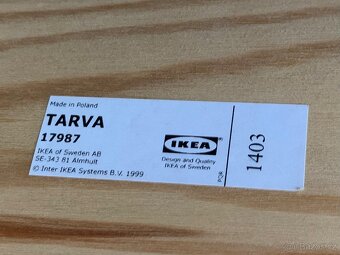 Made in Poland
TARVA
17987
IKEA of Sweden AB
SE-343 81 Älmhult
© Inter IKEA Systems B.V. 1999
IKEA
®
Design and Quality
IKEA of Sweden
PQR
1403